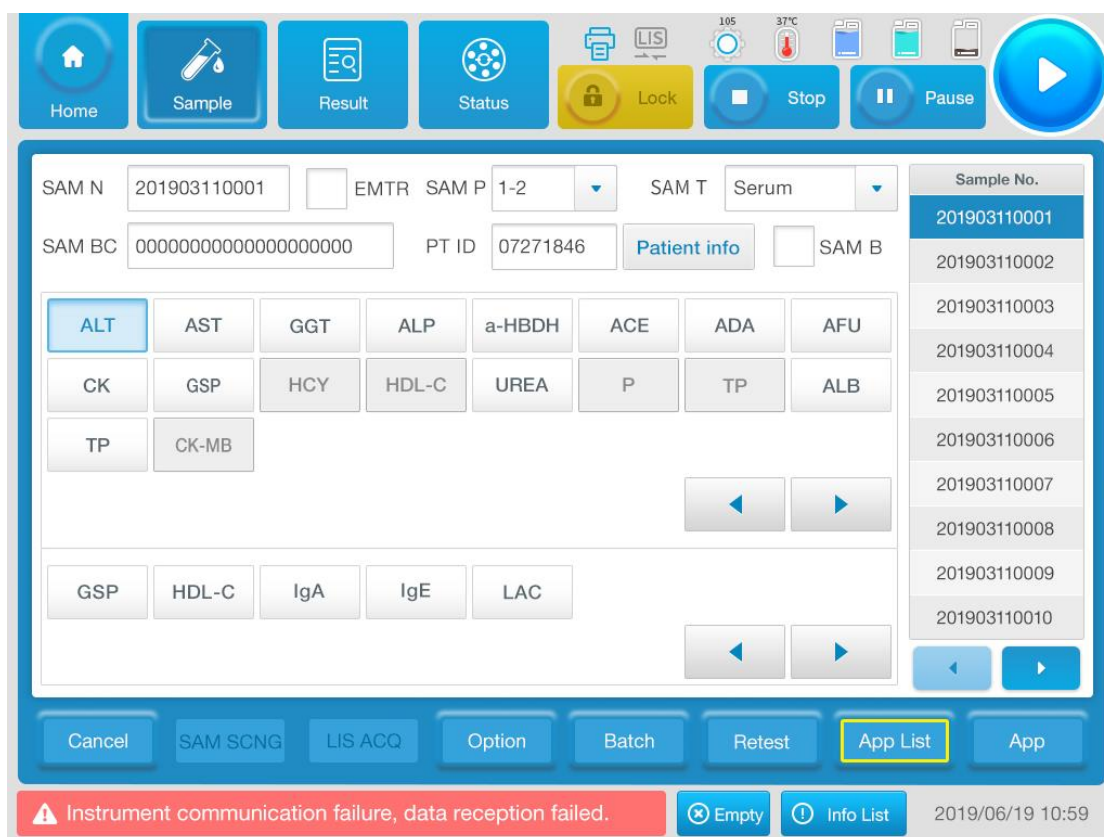 105 37°C
LIS
Home Sample Result Status Lock Stop Pause
SAM N 201903110001 EMTR SAM P 1-2 SAM T Serum
SAM BC 00000000000000000000 PT ID 07271846 Patient info SAM B
ALT AST GGT ALP a-HBDH ACE ADA AFU
CK GSP HCY HDL-C UREA P TP ALB
TP CK-MB
GSP HDL-C IgA IgE LAC
Sample No.
201903110001
201903110002
201903110003
201903110004
201903110005
201903110006
201903110007
201903110008
201903110009
201903110010
Cancel SAM SCNG LIS ACQ Option Batch Retest App List App
Instrument communication failure, data reception failed. Empty Info List 2019/06/19 10:59